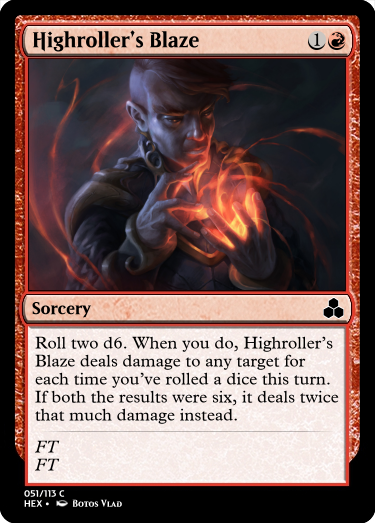 Highroller's Blaze 1
Sorcery
Roll two d6. When you do, Highroller's
Blaze deals damage to any target for
each time you've rolled a dice this turn.
If both the results were six, it deals twice
that much damage instead.
FT
FT
051/113 C
HEX • Botos Vlad